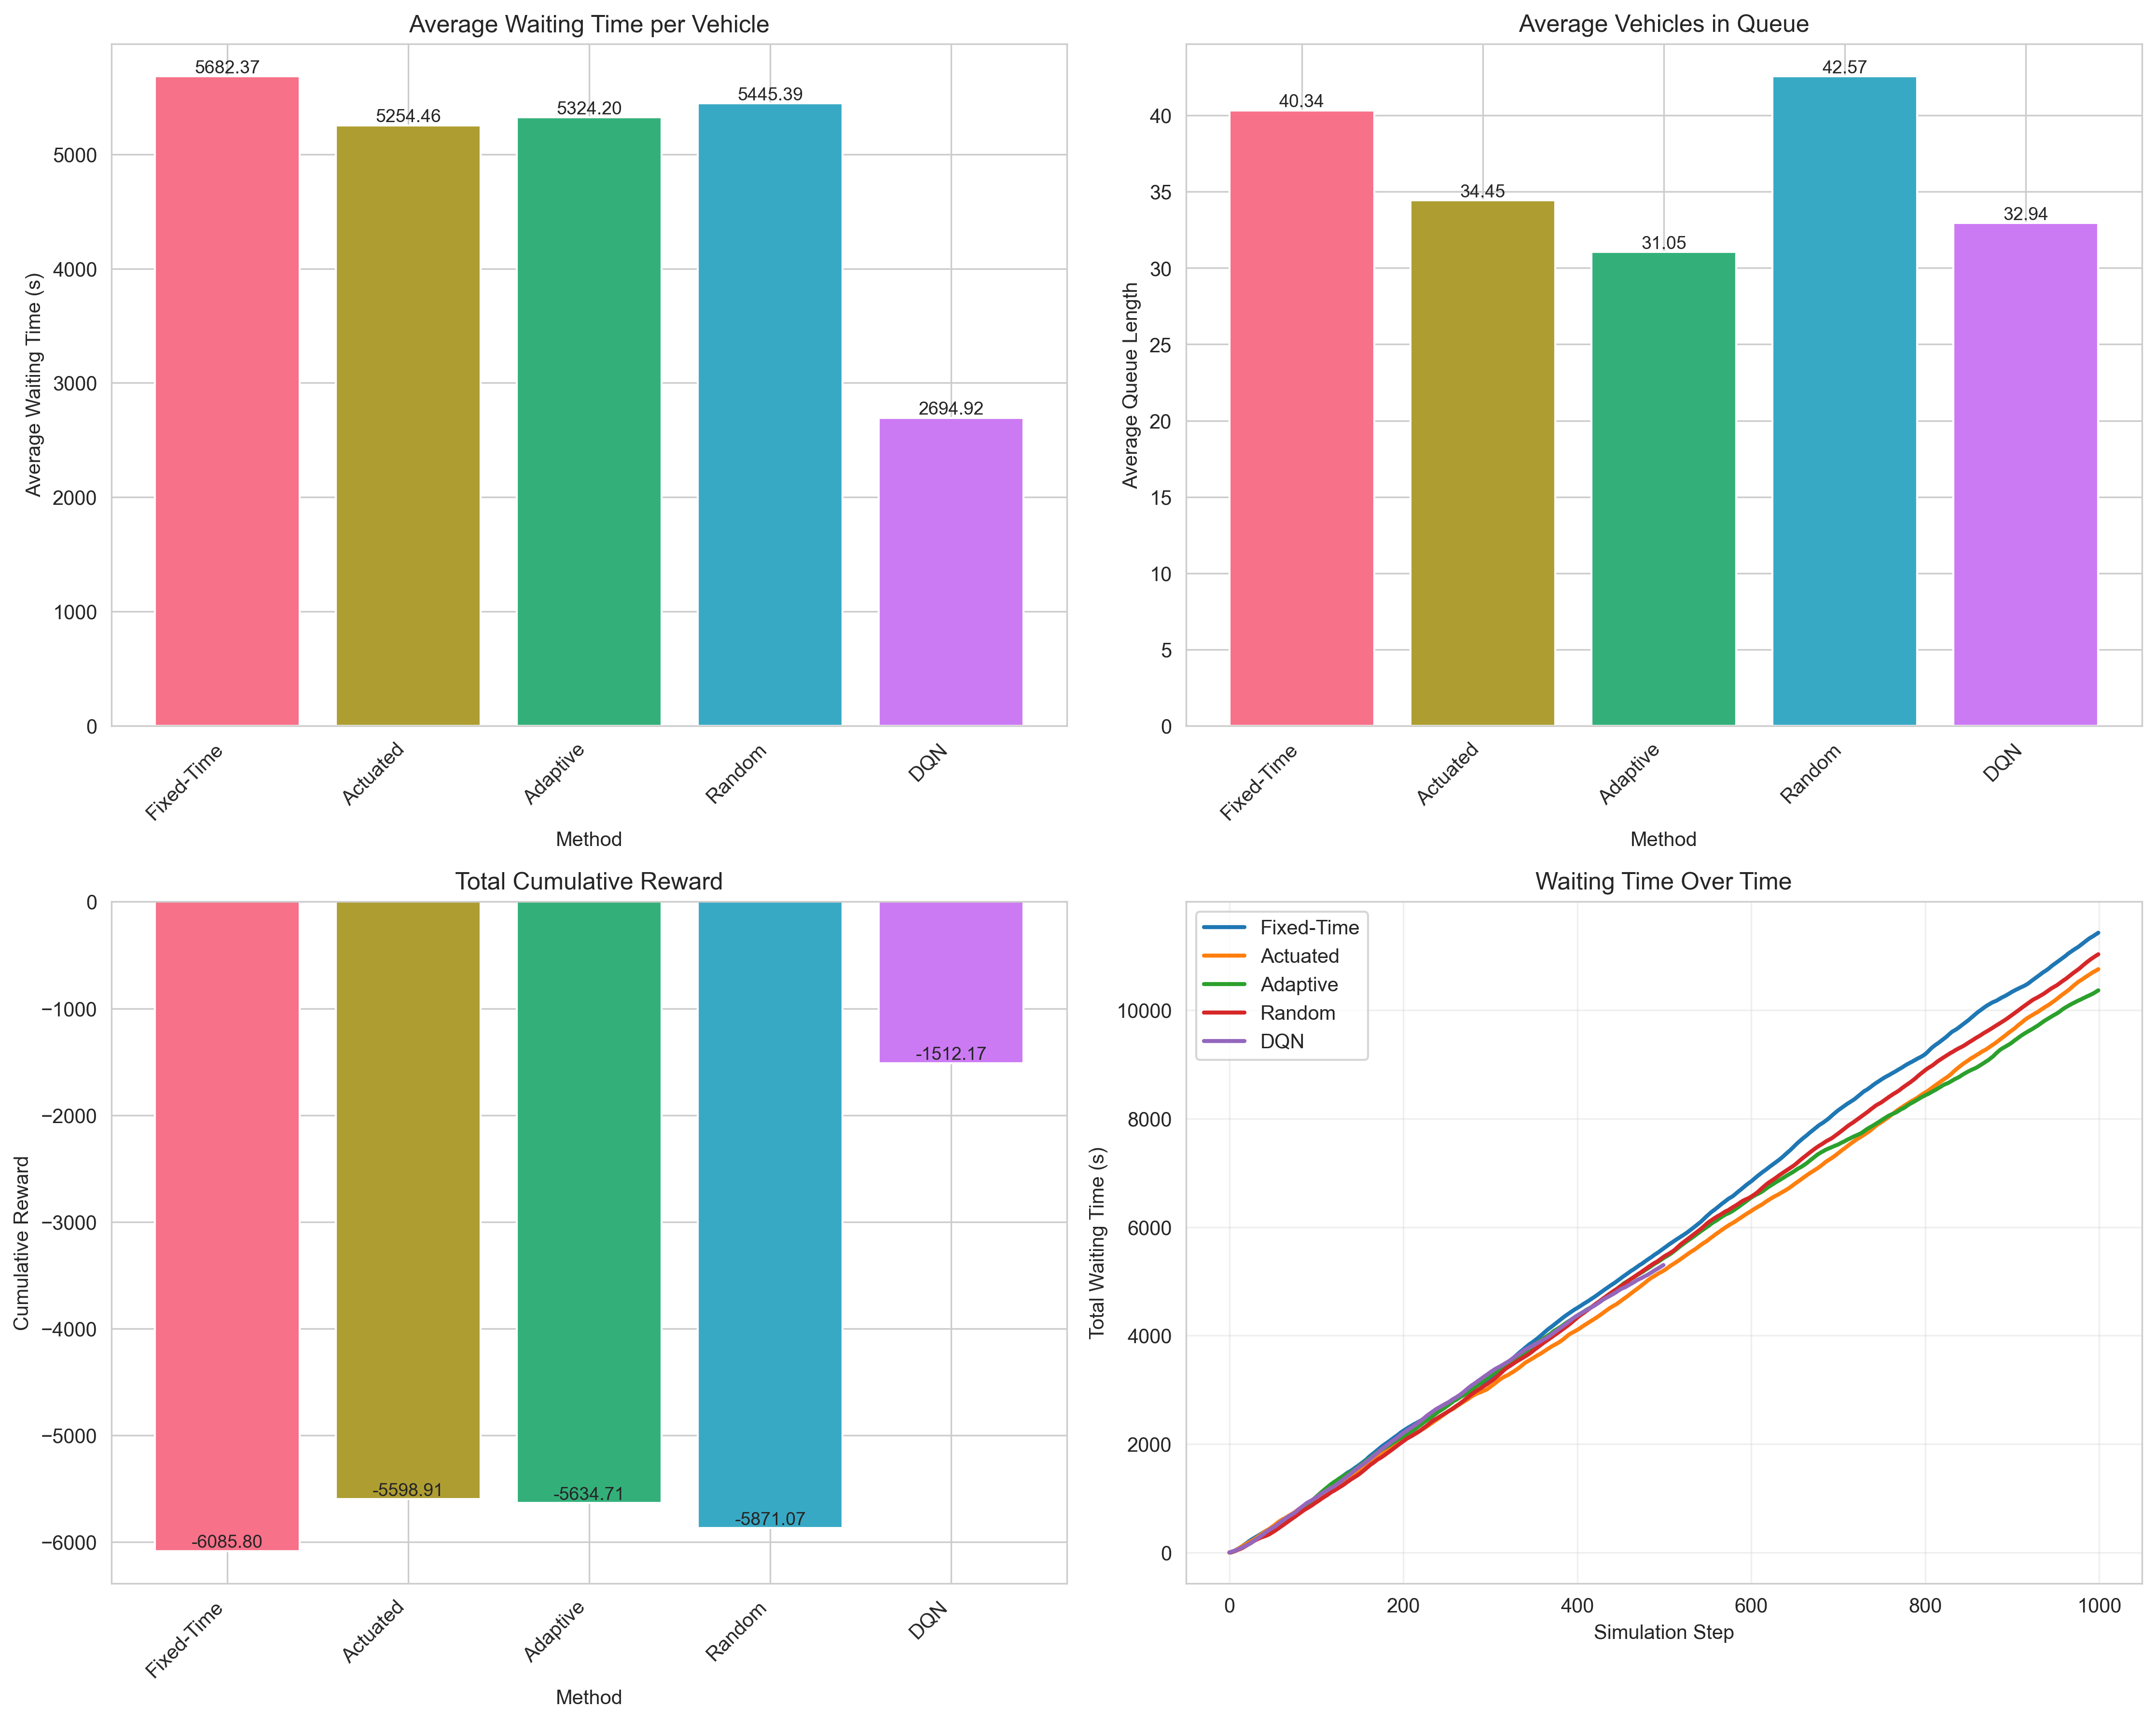 Average Waiting Time per Vehicle
Average Waiting Time (s)
5000
4000
3000
2000
1000
0
5682.37
5254.46
5324.20
5445.39
2694.92
Fixed-Time
Actuated
Adaptive
Random
DQN
Method
Average Vehicles in Queue
Average Queue Length
40
35
30
25
20
15
10
5
0
40.34
34.45
31.05
42.57
32.94
Fixed-Time
Actuated
Adaptive
Random
DQN
Method
Total Cumulative Reward
Cumulative Reward
0
−1000
−2000
−3000
−4000
−5000
−6000
-6085.80
-5598.91
-5634.71
-5871.07
-1512.17
Fixed-Time
Actuated
Adaptive
Random
DQN
Method
Waiting Time Over Time
Total Waiting Time (s)
10000
8000
6000
4000
2000
0
Fixed-Time
Actuated
Adaptive
Random
DQN
0
200
400
600
800
1000
Simulation Step